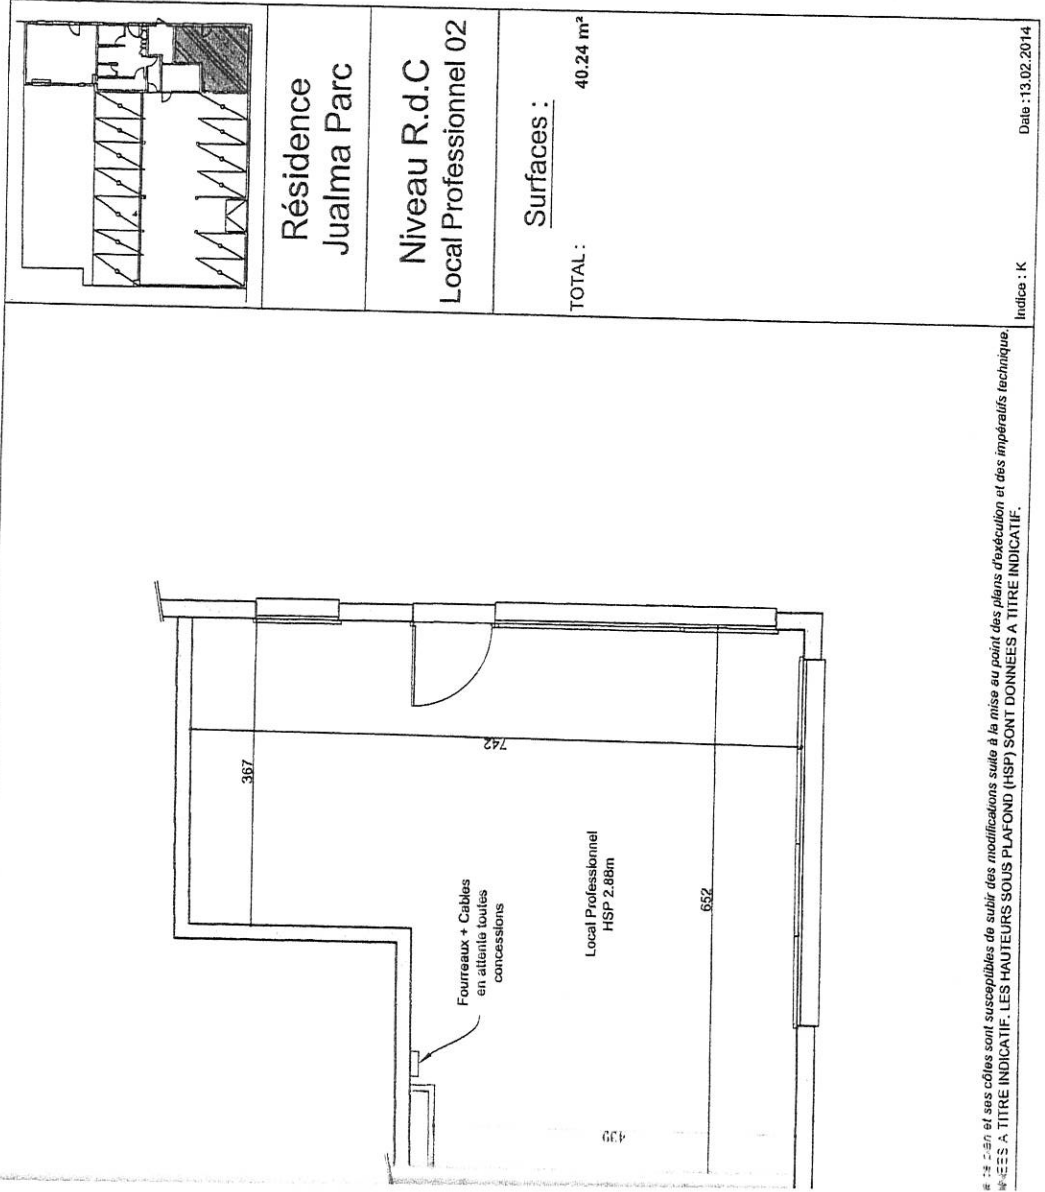 Résidence
Jualma Parc
Niveau R.d.C
Local Professionnel 02
Surfaces :
TOTAL : 40.24 m²
Indice : K Date :13.02.2014
367
742
Fourreaux + Cables
en attente toutes
concessions
Local Professionnel
HSP 2.88m
652
et ses côtes sont susceptibles de subir des modifications suite à la mise au point des plans d'exécution et des impératifs technique.
A TITRE INDICATIF. LES HAUTEURS SOUS PLAFOND (HSP) SONT DONNEES A TITRE INDICATIF.